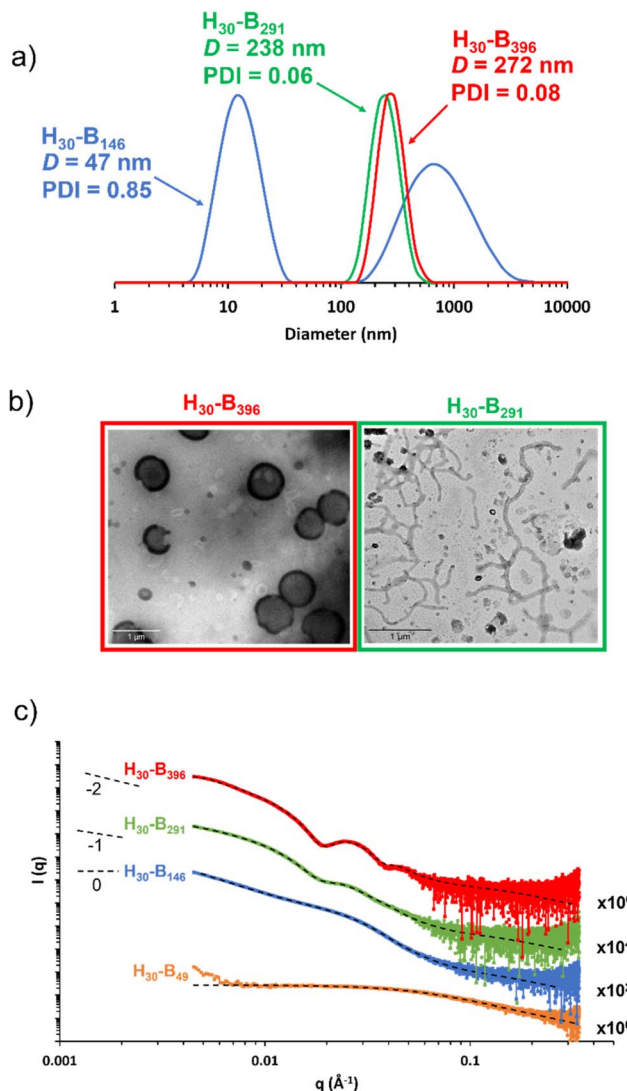 a)
H30-B291
D = 238 nm
PDI = 0.06
H30-B396
D = 272 nm
PDI = 0.08
H30-B146
D = 47 nm
PDI = 0.85
1 10 100 1000 10000
Diameter (nm)
b)
H30-B396
H30-B291
1 µm
1 µm
c)
H30-B396
-2
H30-B291
-1
H30-B146
0
H30-B49
I (q)
0.001 0.01 0.1
q (Å-1)